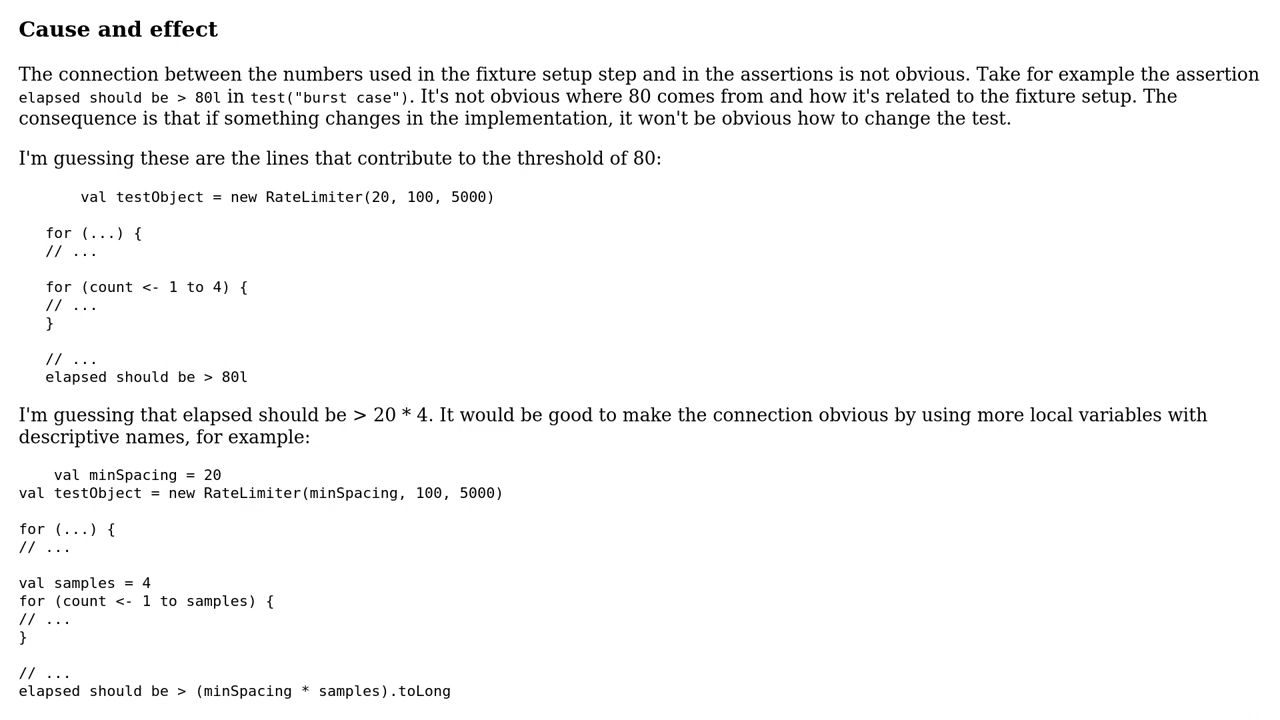 Cause and effect
The connection between the numbers used in the fixture setup step and in the assertions is not obvious. Take for example the assertion
elapsed should be > 80l in test("burst case"). It's not obvious where 80 comes from and how it's related to the fixture setup. The
consequence is that if something changes in the implementation, it won't be obvious how to change the test.
I'm guessing these are the lines that contribute to the threshold of 80:
val testObject = new RateLimiter(20, 100, 5000)
for (...) {
// ...
for (count <- 1 to 4) {
// ...
}
// ...
elapsed should be > 80l
I'm guessing that elapsed should be > 20 * 4. It would be good to make the connection obvious by using more local variables with
descriptive names, for example:
val minSpacing = 20
val testObject = new RateLimiter(minSpacing, 100, 5000)
for (...) {
// ...
val samples = 4
for (count <- 1 to samples) {
// ...
}
// ...
elapsed should be > (minSpacing * samples).toLong